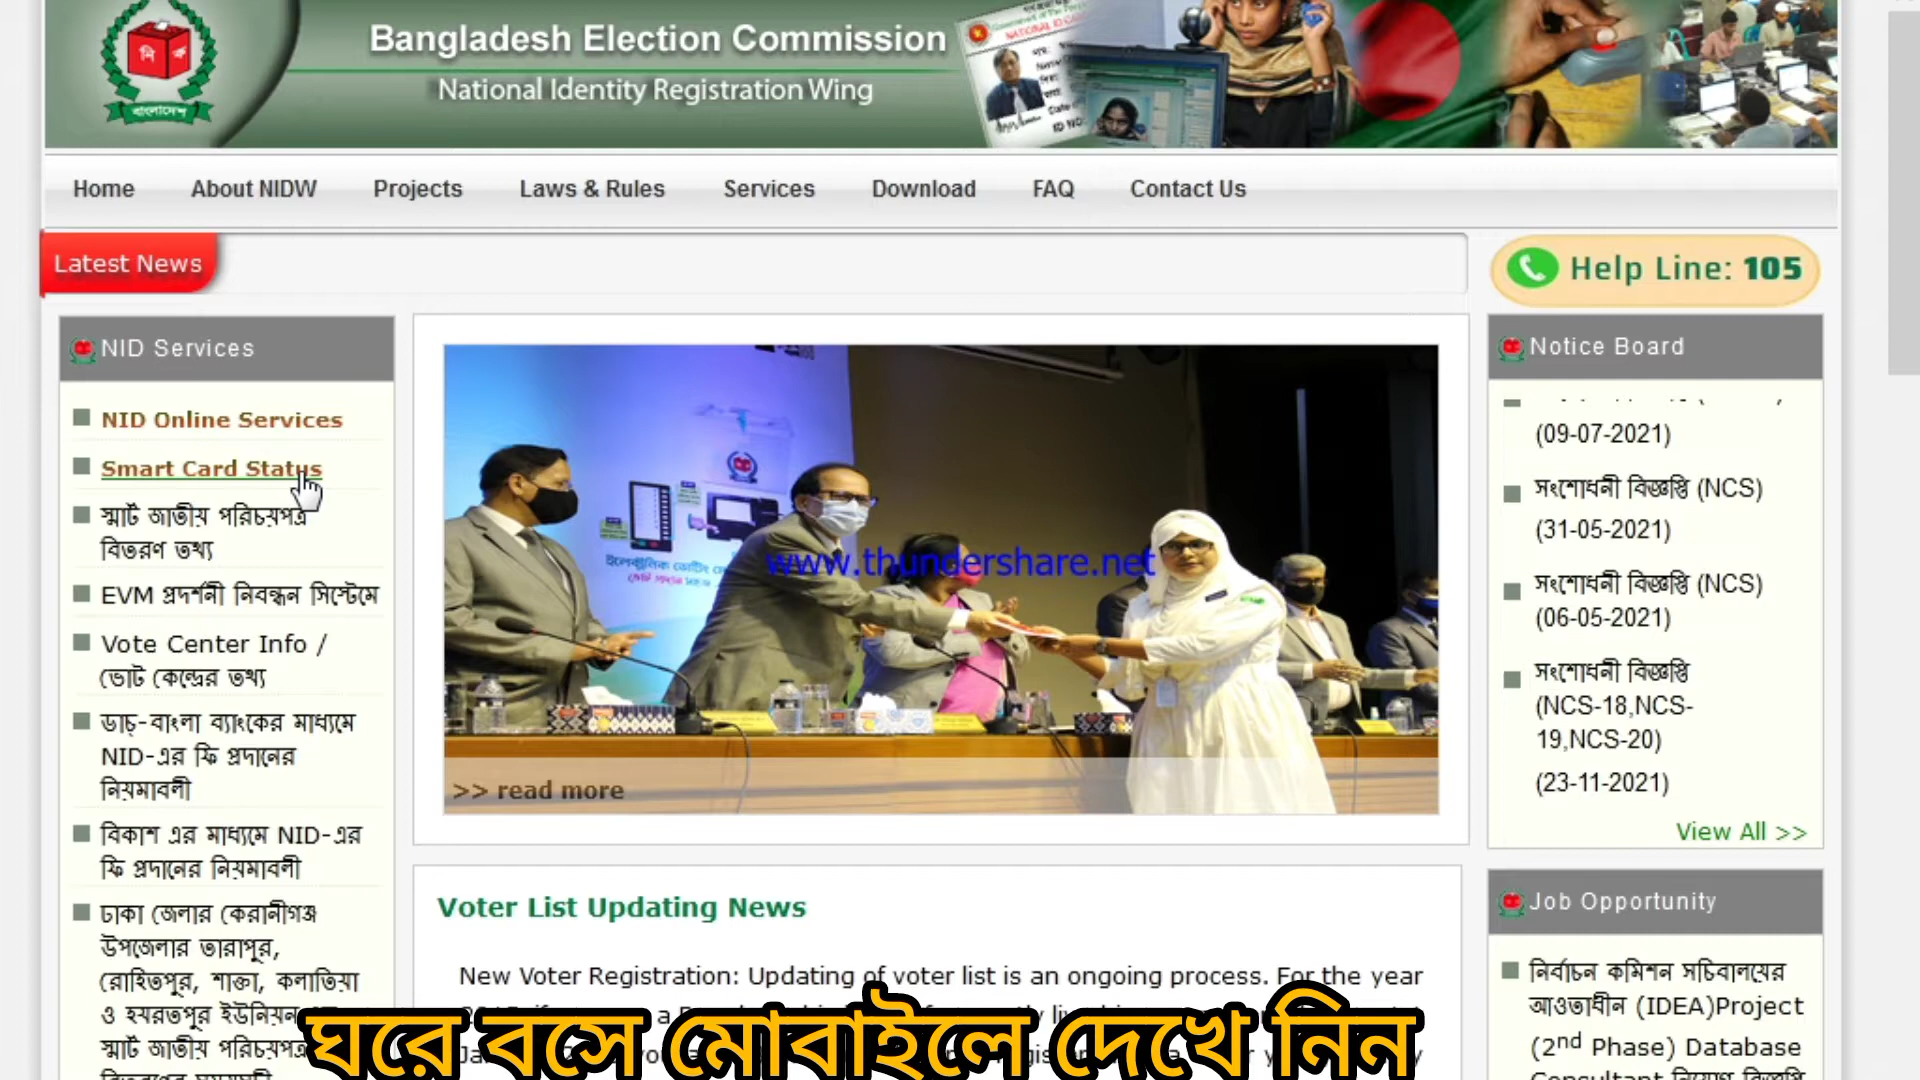 নি ক
বাংলাদেশ
Bangladesh Election Commission
National Identity Registration Wing
NATIONAL ID CARD
ID NO
Home
About NIDW
Projects
Laws & Rules
Services
Download
FAQ
Contact Us
Latest News
Help Line: 105
NID Services
NID Online Services
Smart Card Status
স্মার্ট জাতীয় পরিচয়পত্র
বিতরণ তথ্য
EVM প্রদর্শনী নিবন্ধন সিস্টেমে
Vote Center Info /
ভোট কেন্দ্রের তথ্য
ডাচ্-বাংলা ব্যাংকের মাধ্যমে
NID-এর ফি প্রদানের
নিয়মাবলী
বিকাশ এর মাধ্যমে NID-এর
ফি প্রদানের নিয়মাবলী
ঢাকা জেলার কেরানীগঞ্জ
উপজেলার তারাপুর,
রোহিতপুর, শাক্তা, কলাতিয়া
ও হযরতপুর ইউনিয়ন
স্মার্ট জাতীয় পরিচয়পত্র
www.thundershare.net
>> read more
Voter List Updating News
New Voter Registration: Updating of voter list is an ongoing process. For the year
Notice Board
(09-07-2021)
সংশোধনী বিজ্ঞপ্তি (NCS)
(31-05-2021)
সংশোধনী বিজ্ঞপ্তি (NCS)
(06-05-2021)
সংশোধনী বিজ্ঞপ্তি
(NCS-18,NCS-
19,NCS-20)
(23-11-2021)
View All >>
Job Opportunity
নির্বাচন কমিশন সচিবালয়ের
আওতাধীন (IDEA)Project
(2nd Phase) Database
Consultant নিয়োগ বিজ্ঞপ্তি
ঘরে বসে মোবাইলে দেখে নিন